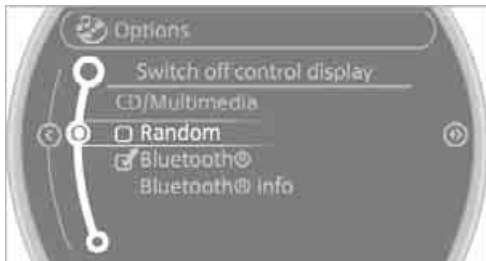 Options
Switch off control display
CD/Multimedia
Random
Bluetooth®
Bluetooth® info